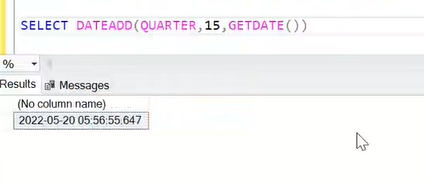 SELECT DATEADD(QUARTER,15,GETDATE())
%
Results Messages
(No column name)
2022-05-20 05:56:55.647